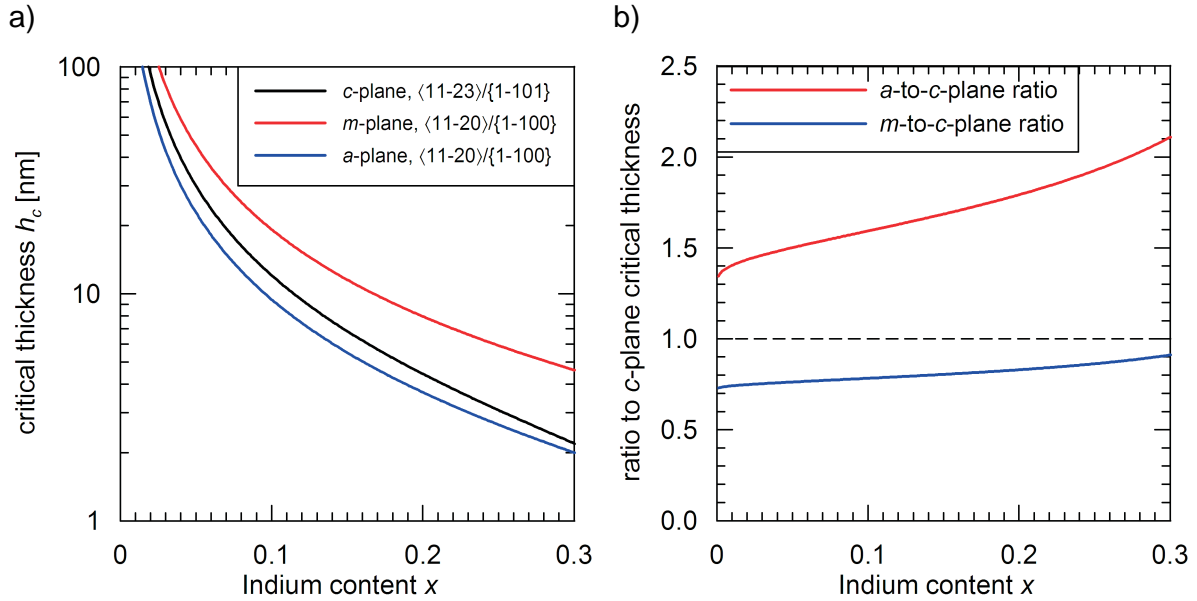 a)
critical thickness h_c [nm]
100
10
1
c-plane, ⟨11-23⟩/{1-101}
m-plane, ⟨11-20⟩/{1-100}
a-plane, ⟨11-20⟩/{1-100}
0 0.1 0.2 0.3
Indium content x
b)
ratio to c-plane critical thickness
2.5
2.0
1.5
1.0
0.5
0.0
a-to-c-plane ratio
m-to-c-plane ratio
0 0.1 0.2 0.3
Indium content x